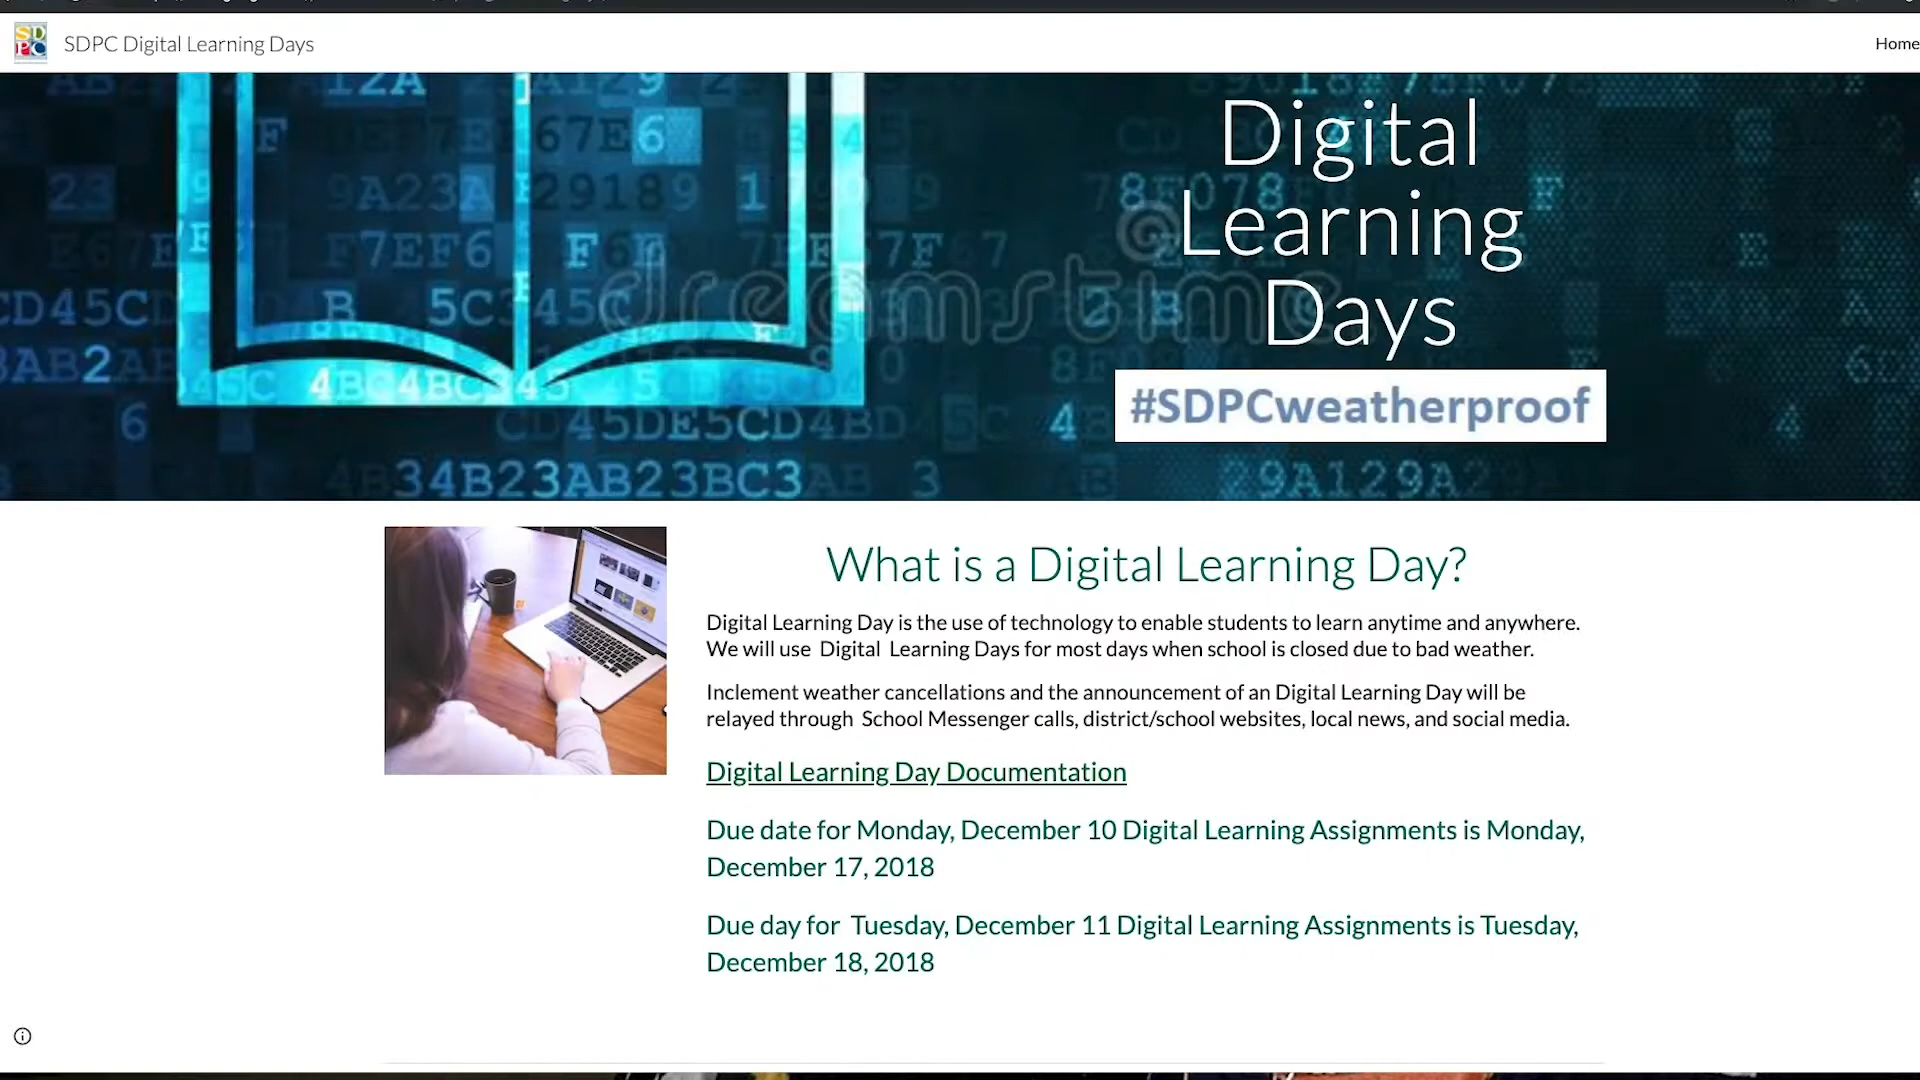 SDPC Digital Learning Days
Home
Digital
Learning
Days
dreamstime
#SDPCweatherproof
What is a Digital Learning Day?
Digital Learning Day is the use of technology to enable students to learn anytime and anywhere.
We will use Digital Learning Days for most days when school is closed due to bad weather.
Inclement weather cancellations and the announcement of an Digital Learning Day will be
relayed through School Messenger calls, district/school websites, local news, and social media.
Digital Learning Day Documentation
Due date for Monday, December 10 Digital Learning Assignments is Monday,
December 17, 2018
Due day for Tuesday, December 11 Digital Learning Assignments is Tuesday,
December 18, 2018